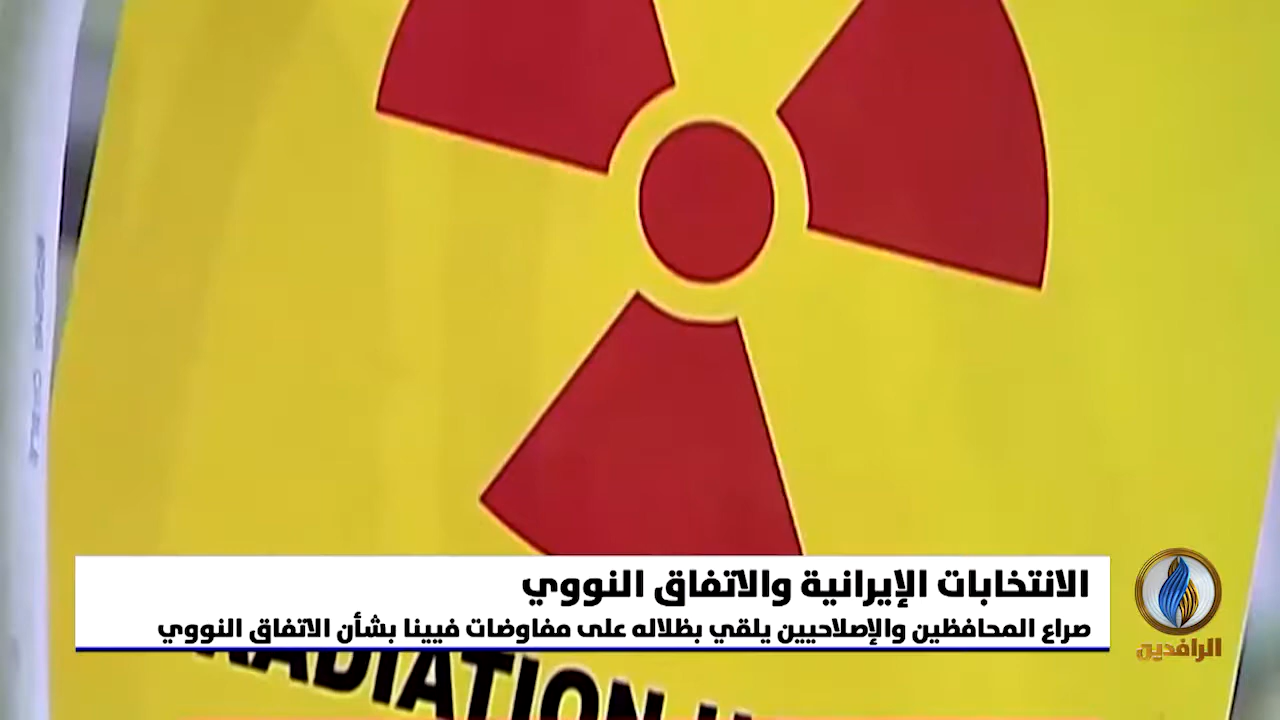 الانتخابات الإيرانية والاتفاق النووي
صراع المحافظين والإصلاحيين يلقي بظلاله على مفاوضات فيينا بشأن الاتفاق النووي
الرافدين
RADIATION